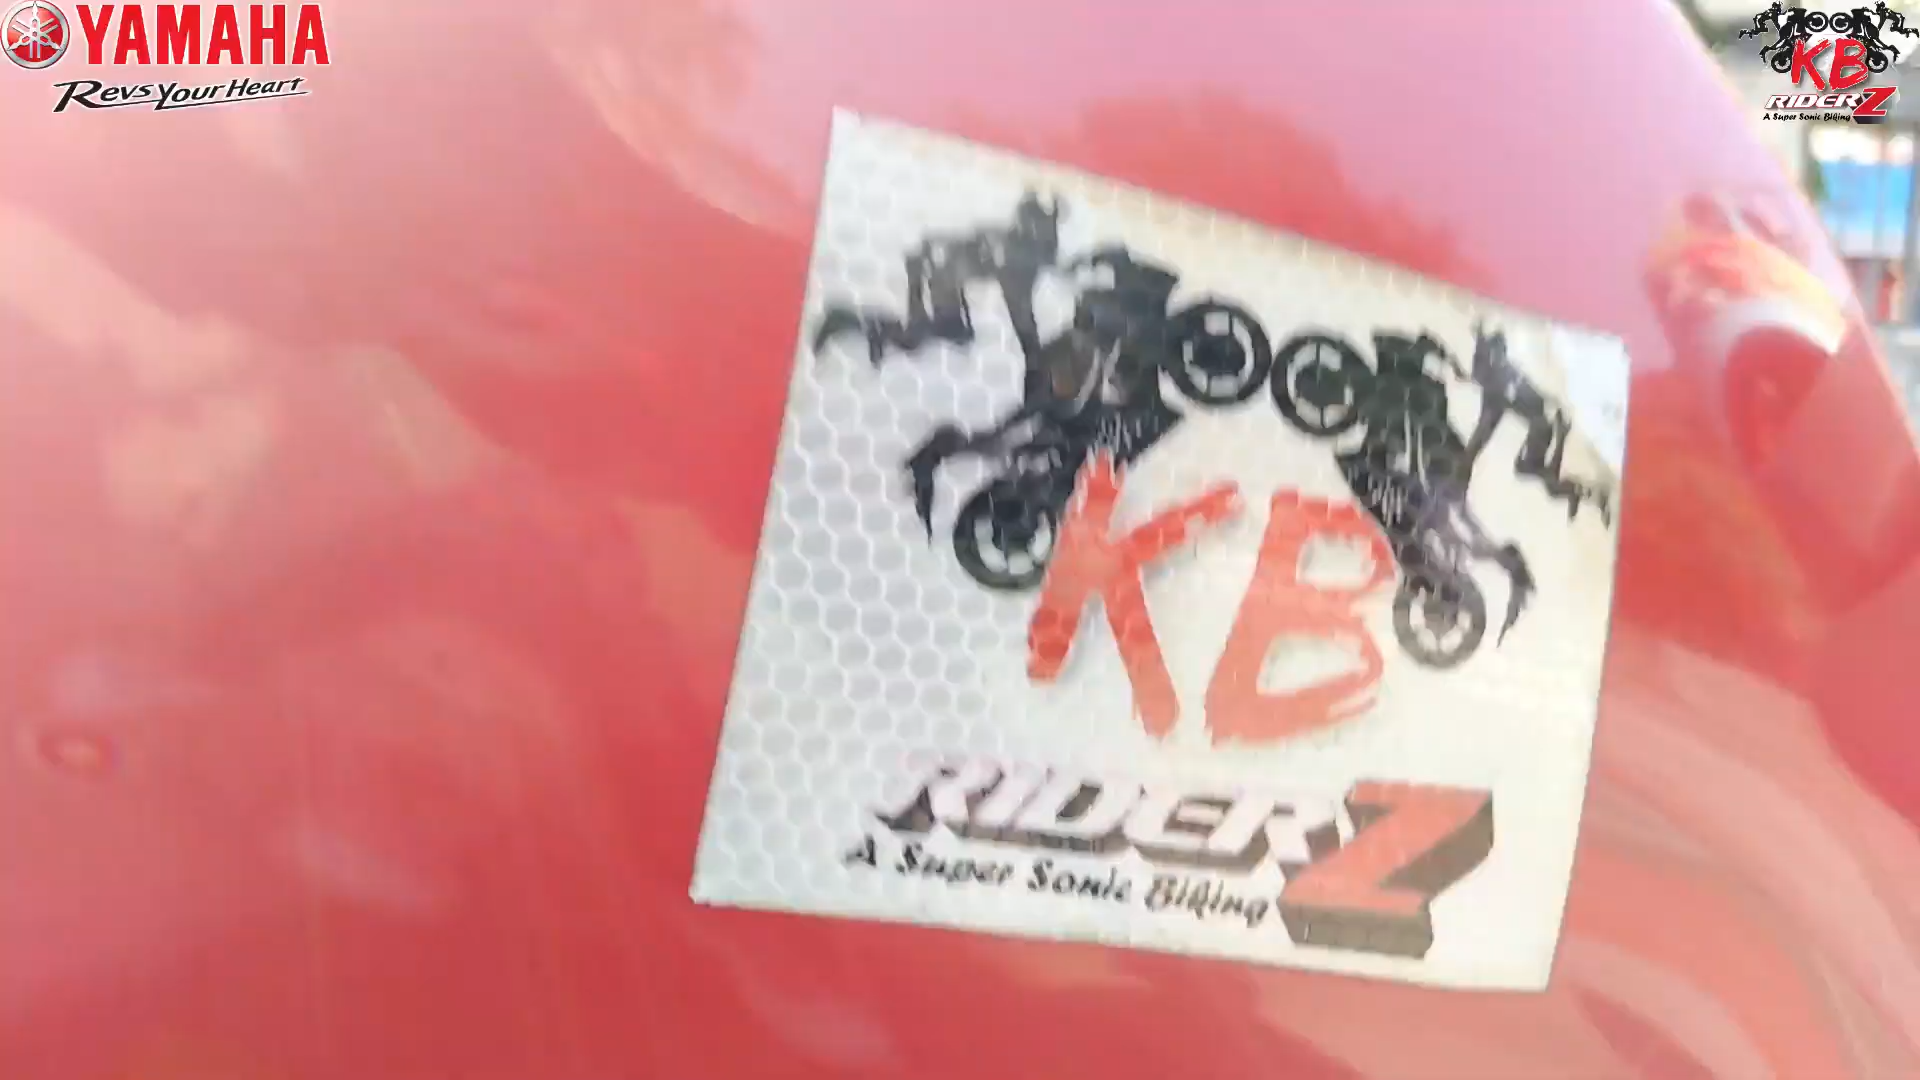 YAMAHA
Revs Your Heart
KB
RIDERZ
A Super Sonic Biking
KB
RIDERZ
A Super Sonic Biking